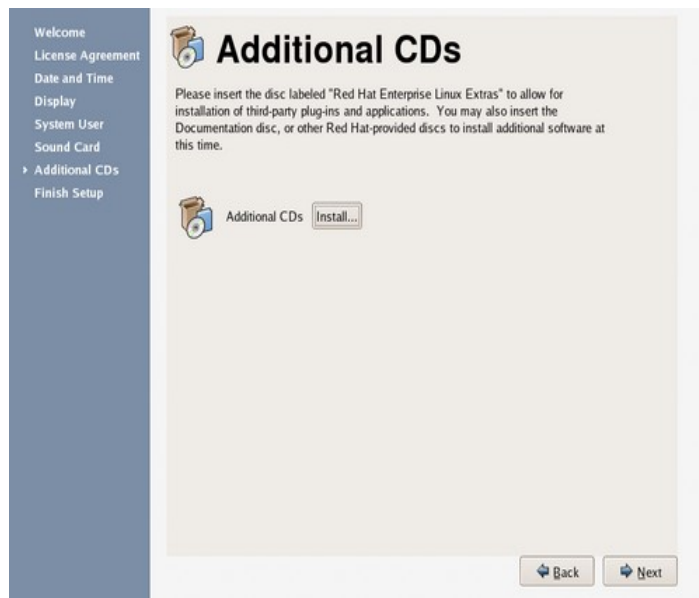 Welcome
License Agreement
Date and Time
Display
System User
Sound Card
Additional CDs
Finish Setup
Additional CDs
Please insert the disc labeled "Red Hat Enterprise Linux Extras" to allow for
installation of third-party plug-ins and applications. You may also insert the
Documentation disc, or other Red Hat-provided discs to install additional software at
this time.
Additional CDs Install...
Back Next